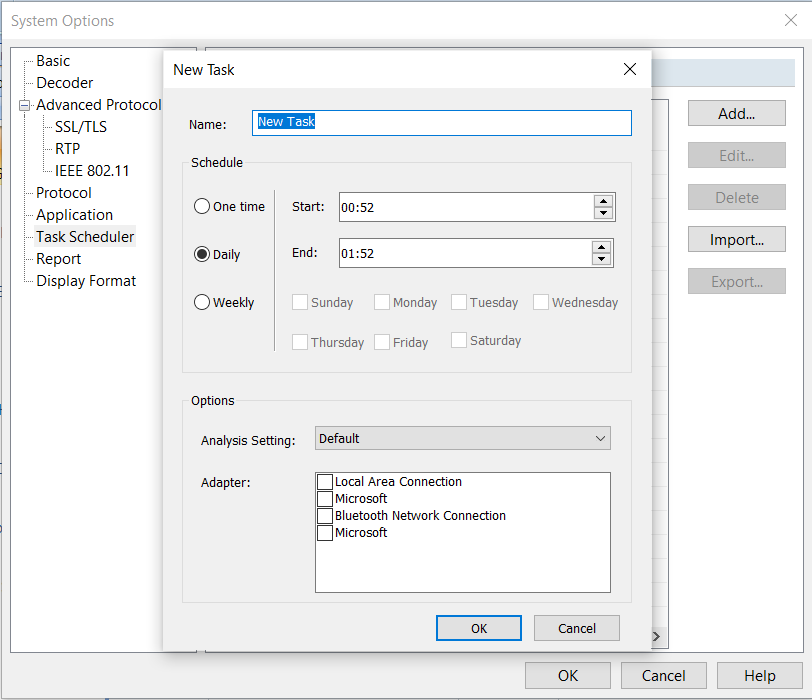 System Options
Basic
Decoder
Advanced Protocol
SSL/TLS
RTP
IEEE 802.11
Protocol
Application
Task Scheduler
Report
Display Format
New Task
Name: New Task
Schedule
One time
Daily
Weekly
Start: 00:52
End: 01:52
Sunday Monday Tuesday Wednesday
Thursday Friday Saturday
Options
Analysis Setting: Default
Adapter:
Local Area Connection
Microsoft
Bluetooth Network Connection
Microsoft
OK Cancel
Add...
Edit...
Delete
Import...
Export...
OK Cancel Help